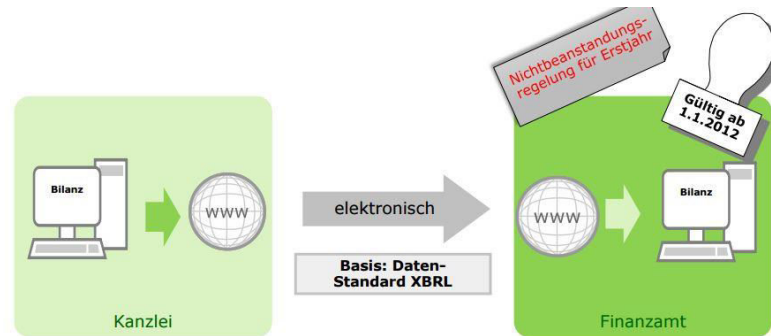 Nichtbeanstandungs-
regelung für Erstjahr
Gültig ab
1.1.2012
Bilanz
www
elektronisch
www
Bilanz
Basis: Daten-
Standard XBRL
Kanzlei
Finanzamt